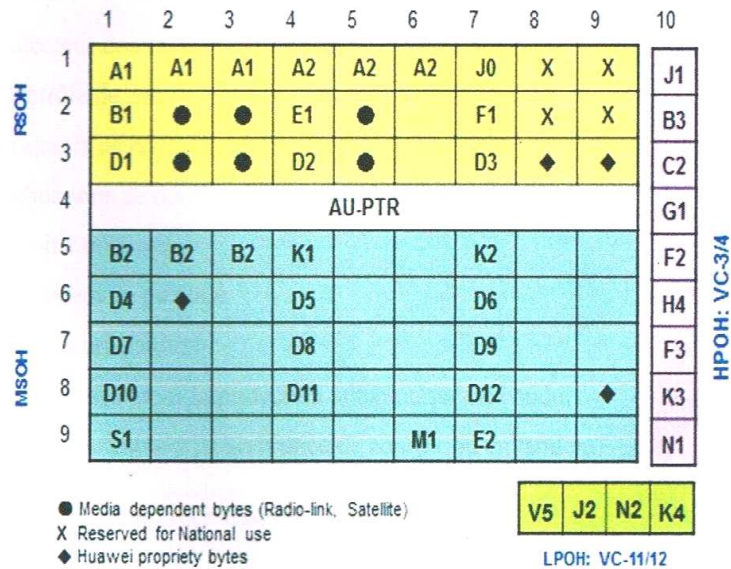 1 2 3 4 5 6 7 8 9 10
RSOH
1 A1 A1 A1 A2 A2 A2 J0 X X J1
2 B1 ● ● E1 ● F1 X X B3
3 D1 ● ● D2 ● D3 ◆ ◆ C2
4 AU-PTR G1
MSOH
5 B2 B2 B2 K1 K2 F2
6 D4 ◆ D5 D6 H4
7 D7 D8 D9 F3
8 D10 D11 D12 ◆ K3
9 S1 M1 E2 N1
HPOH: VC-3/4
● Media dependent bytes (Radio-link, Satellite)
X Reserved for National use
◆ Huawei propriety bytes
V5 J2 N2 K4
LPOH: VC-11/12